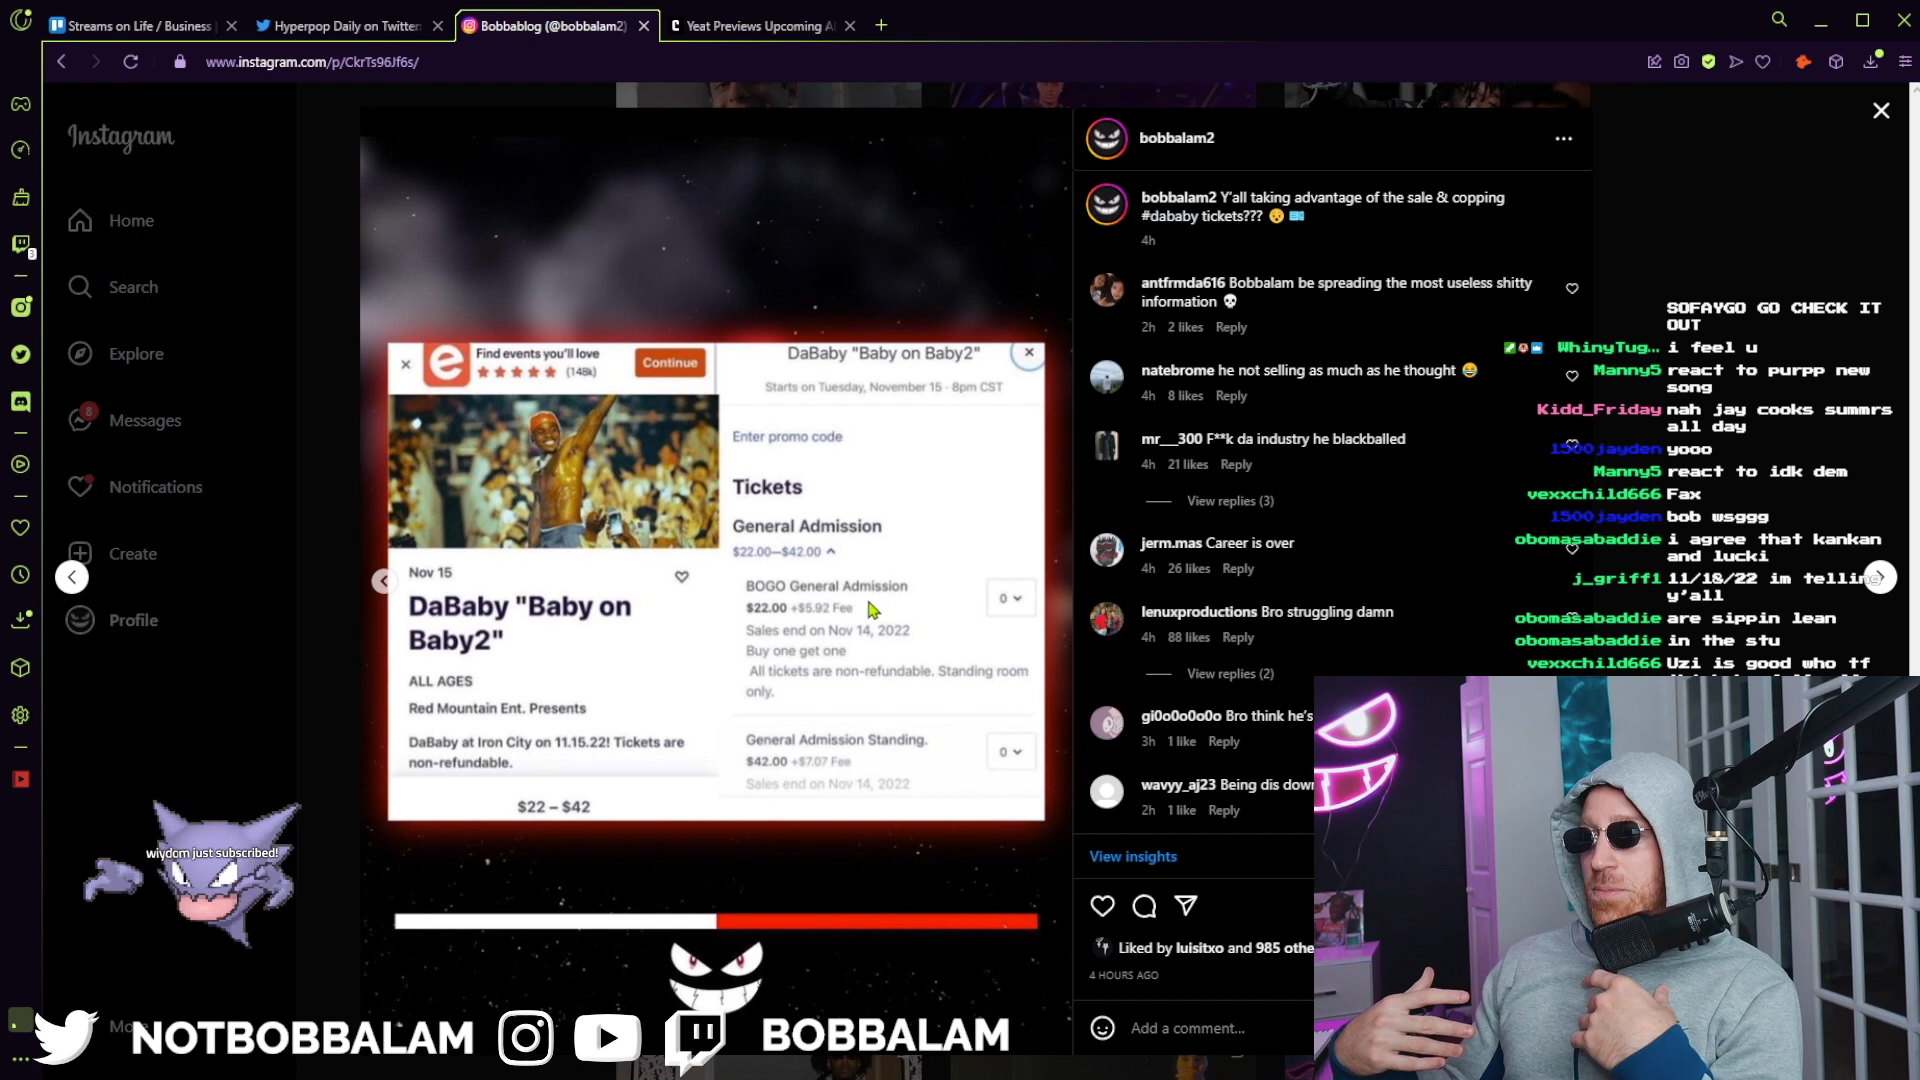 Streams on Life / Business
Hyperpop Daily on Twitter:
Bobbablog (@bobbalam2)
Yeat Previews Upcoming Al
www.instagram.com/p/CkrTs96Jf6s/
Instagram
Home
Search
Explore
8
Messages
Notifications
Create
Profile
3
wiydom just subscribed!
Find events you'll love
(148k)
Continue
Nov 15
DaBaby "Baby on
Baby2"
ALL AGES
Red Mountain Ent. Presents
DaBaby at Iron City on 11.15.22! Tickets are
non-refundable.
$22 – $42
DaBaby "Baby on Baby2"
Starts on Tuesday, November 15 · 8pm CST
Enter promo code
Tickets
General Admission
$22.00—$42.00
BOGO General Admission
$22.00 +$5.92 Fee
0
Sales end on Nov 14, 2022
Buy one get one
All tickets are non-refundable. Standing room
only.
General Admission Standing.
$42.00 +$7.07 Fee
0
Sales end on Nov 14, 2022
bobbalam2
bobbalam2 Y'all taking advantage of the sale & copping
#dababy tickets??? 😯 🎫
4h
antfrmda616 Bobbalam be spreading the most useless shitty
information 💀
2h 2 likes Reply
natebrome he not selling as much as he thought 😂
4h 8 likes Reply
mr__300 F**k da industry he blackballed
4h 21 likes Reply
View replies (3)
jerm.mas Career is over
4h 26 likes Reply
lenuxproductions Bro struggling damn
4h 88 likes Reply
View replies (2)
gi0o0o0o0o Bro think he's
3h 1 like Reply
wavyy_aj23 Being dis down
2h 1 like Reply
View insights
Liked by luisitxo and 985 othe
4 HOURS AGO
Add a comment...
SOFAYGO GO CHECK IT
OUT
WhinyTug... i feel u
Manny5 react to purpp new
song
Kidd_Friday nah jay cooks summrs
all day
1500jayden yooo
Manny5 react to idk dem
vexxchild666 Fax
1500jayden bob wsggg
obomasabaddie i agree that kankan
and lucki
j_griff1 11/18/22 im telling
y'all
obomasabaddie are sippin lean
obomasabaddie in the stu
vexxchild666 Uzi is good who tf
NOTBOBBALAM
BOBBALAM